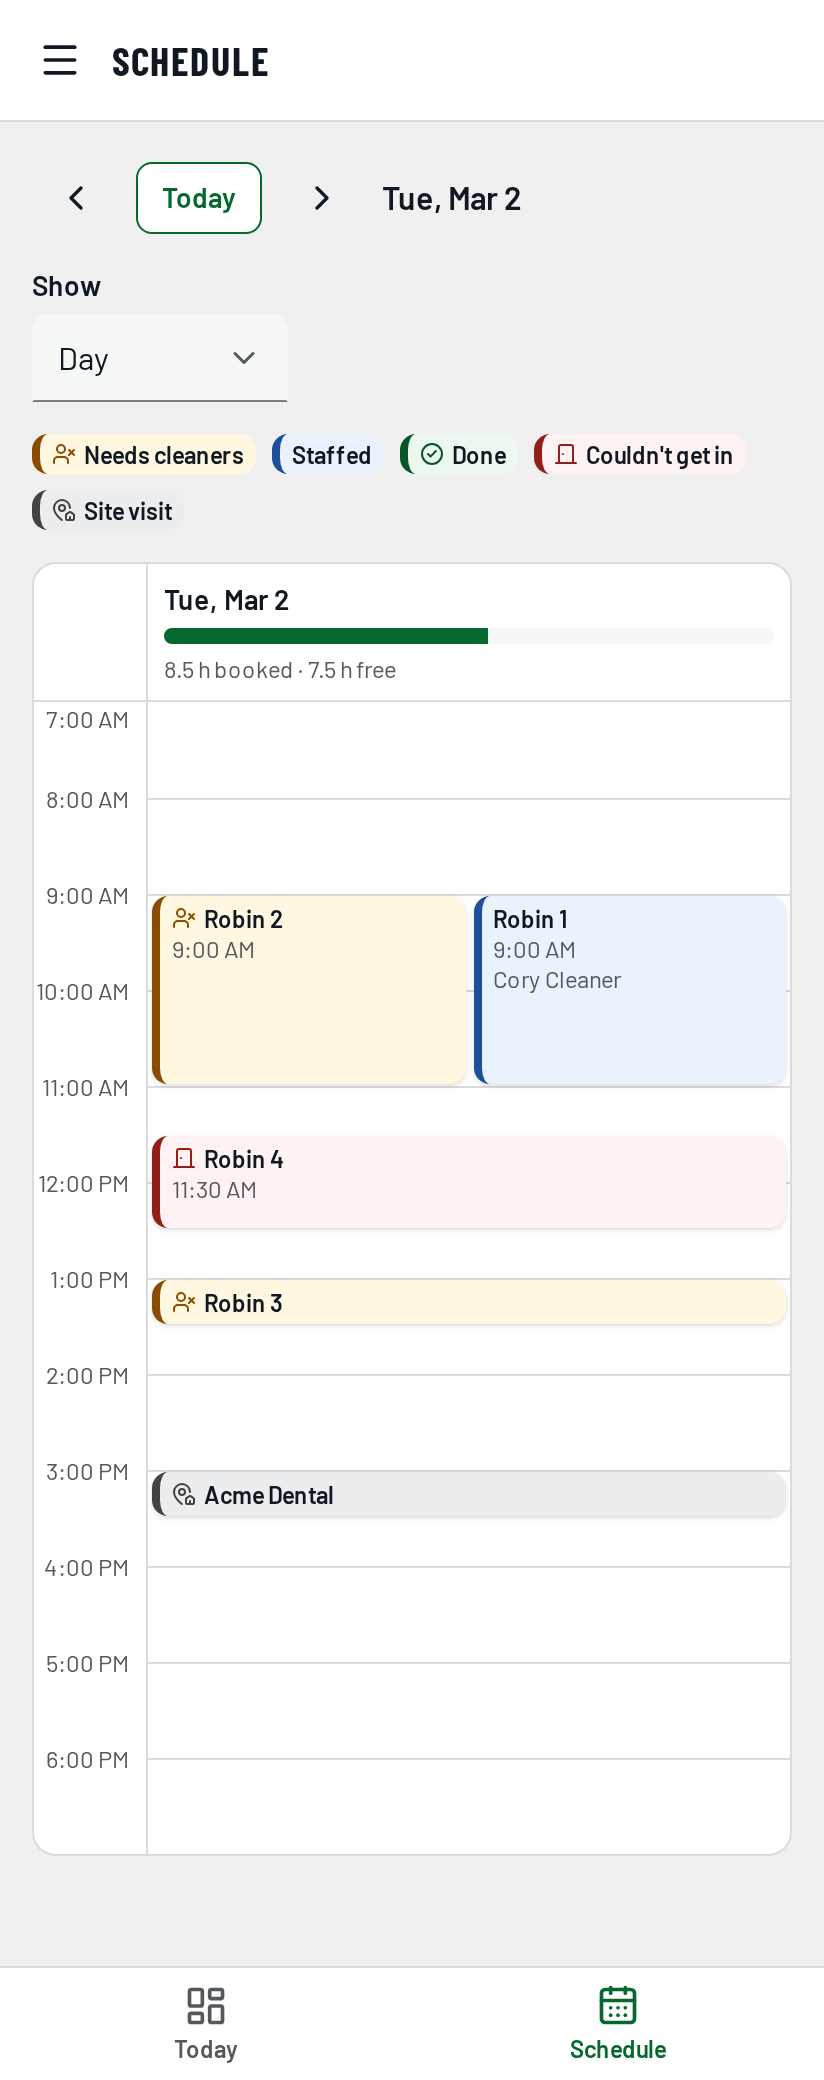 SCHEDULE
Today
Tue, Mar 2
Show
Day
Needs cleaners
Staffed
Done
Couldn't get in
Site visit
Tue, Mar 2
8.5 h booked · 7.5 h free
7:00 AM
8:00 AM
9:00 AM
Robin 2
9:00 AM
Robin 1
9:00 AM
Cory Cleaner
10:00 AM
11:00 AM
Robin 4
11:30 AM
12:00 PM
1:00 PM
Robin 3
2:00 PM
3:00 PM
Acme Dental
4:00 PM
5:00 PM
6:00 PM
Today
Schedule